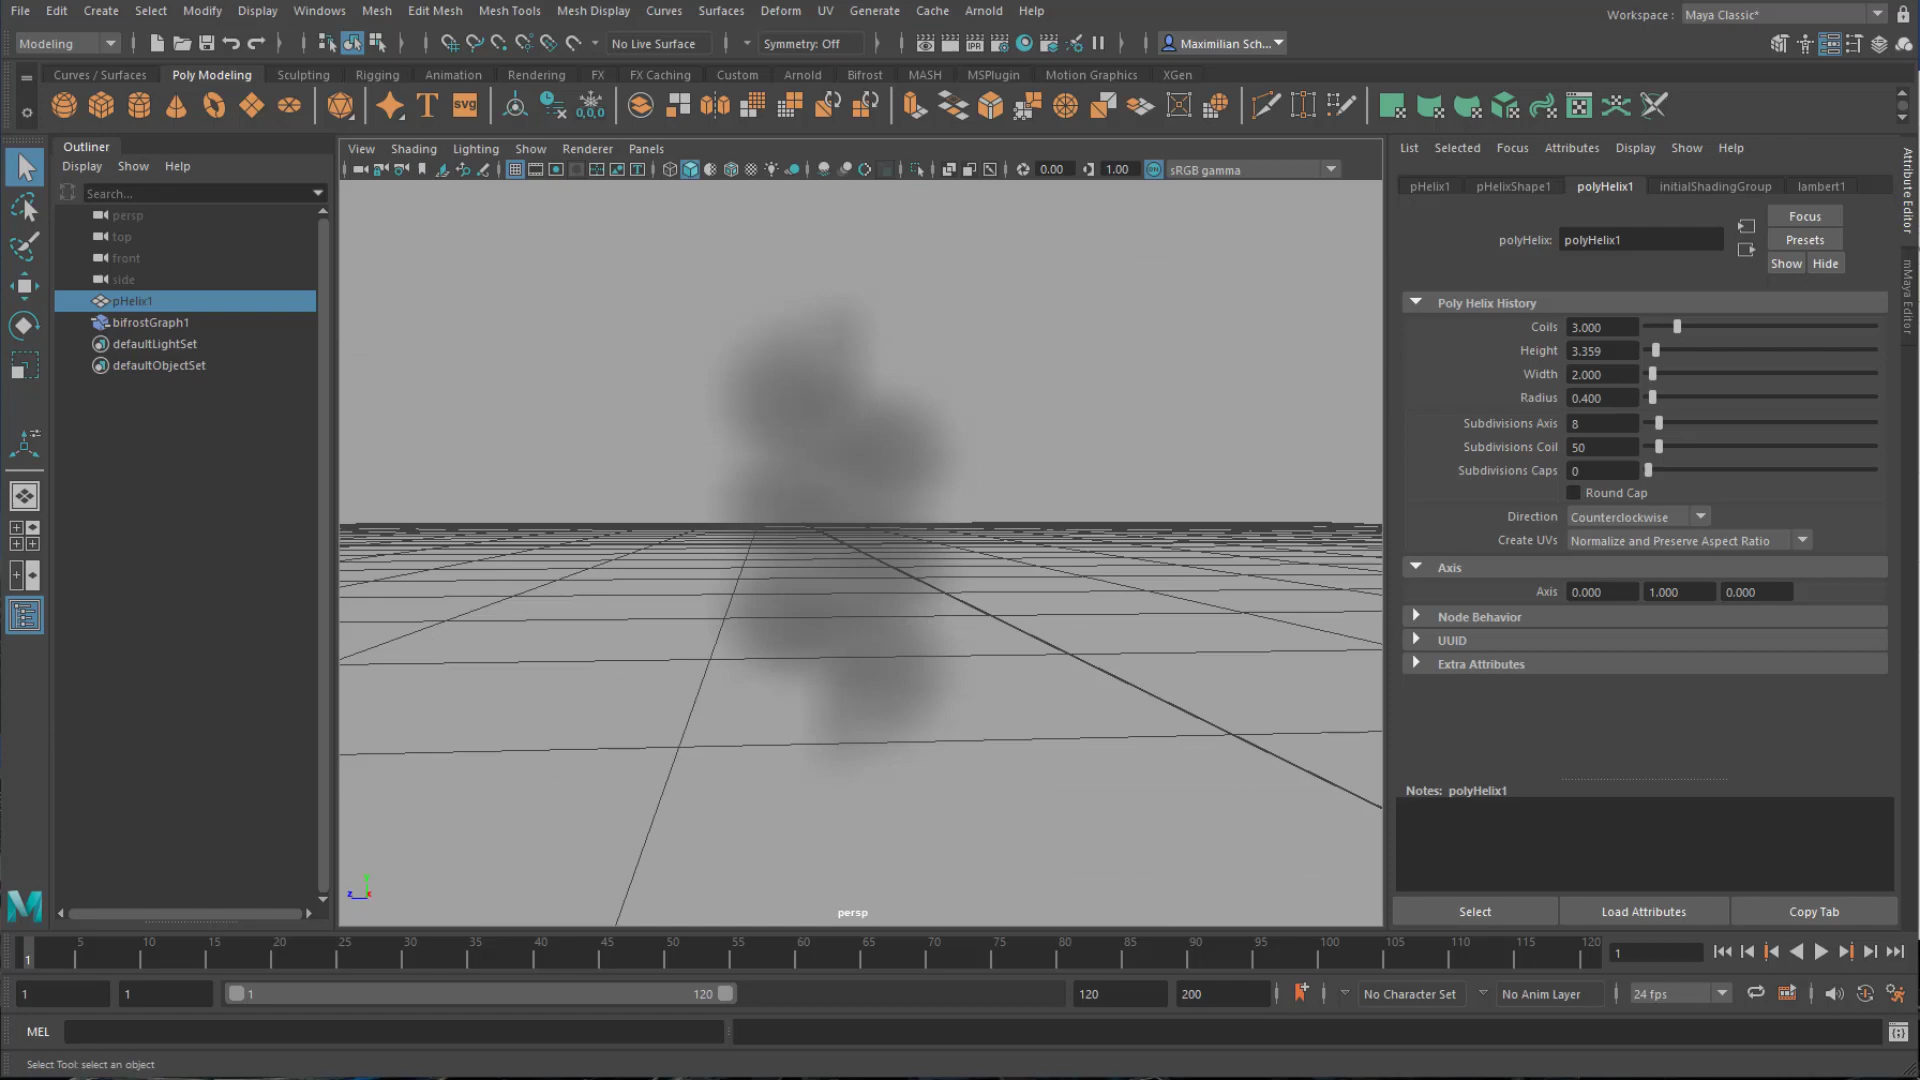 File Edit Create Select Modify Display Windows Mesh Edit Mesh Mesh Tools Mesh Display Curves Surfaces Deform UV Generate Cache Arnold Help
Workspace : Maya Classic*
Modeling No Live Surface Symmetry: Off Maximilian Sch...
Curves / Surfaces Poly Modeling Sculpting Rigging Animation Rendering FX FX Caching Custom Arnold Bifrost MASH MSPlugin Motion Graphics XGen
T svg 0,0,0
IPR
Outliner
Display Show Help
Search...
persp
top
front
side
pHelix1
bifrostGraph1
defaultLightSet
defaultObjectSet
View Shading Lighting Show Renderer Panels
0.00 1.00 sRGB gamma
z x
persp
List Selected Focus Attributes Display Show Help
pHelix1 pHelixShape1 polyHelix1 initialShadingGroup lambert1
Focus
polyHelix: polyHelix1 Presets
Show Hide
Poly Helix History
Coils 3.000
Height 3.359
Width 2.000
Radius 0.400
Subdivisions Axis 8
Subdivisions Coil 50
Subdivisions Caps 0
Round Cap
Direction Counterclockwise
Create UVs Normalize and Preserve Aspect Ratio
Axis
Axis 0.000 1.000 0.000
Node Behavior
UUID
Extra Attributes
Notes: polyHelix1
Select Load Attributes Copy Tab
Attribute Editor
mMaya Editor
1 5 10 15 20 25 30 35 40 45 50 55 60 65 70 75 80 85 90 95 100 105 110 115 120 1
1 1 1 120 120 200 No Character Set No Anim Layer 24 fps
MEL
Select Tool: select an object